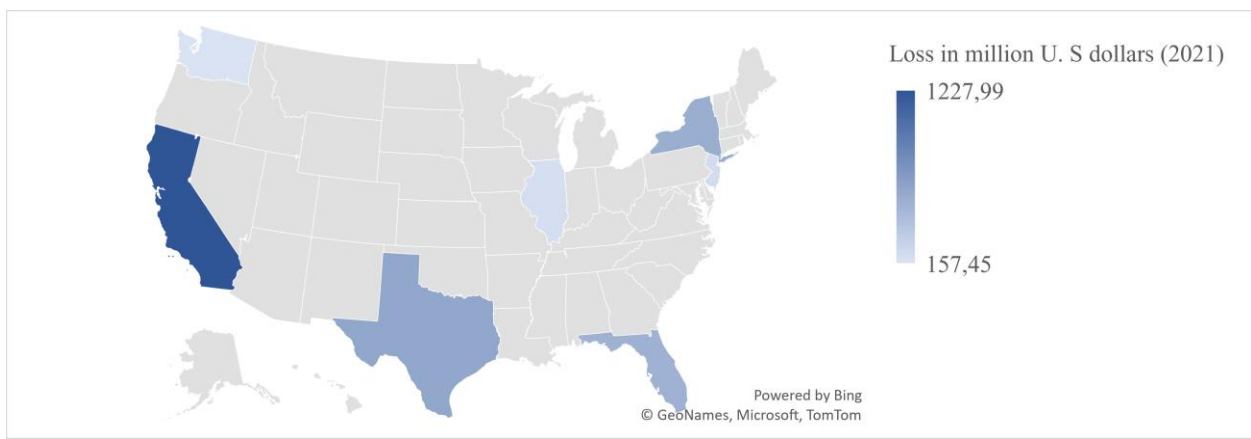 Loss in million U. S dollars (2021)
1227,99
157,45
Powered by Bing
© GeoNames, Microsoft, TomTom